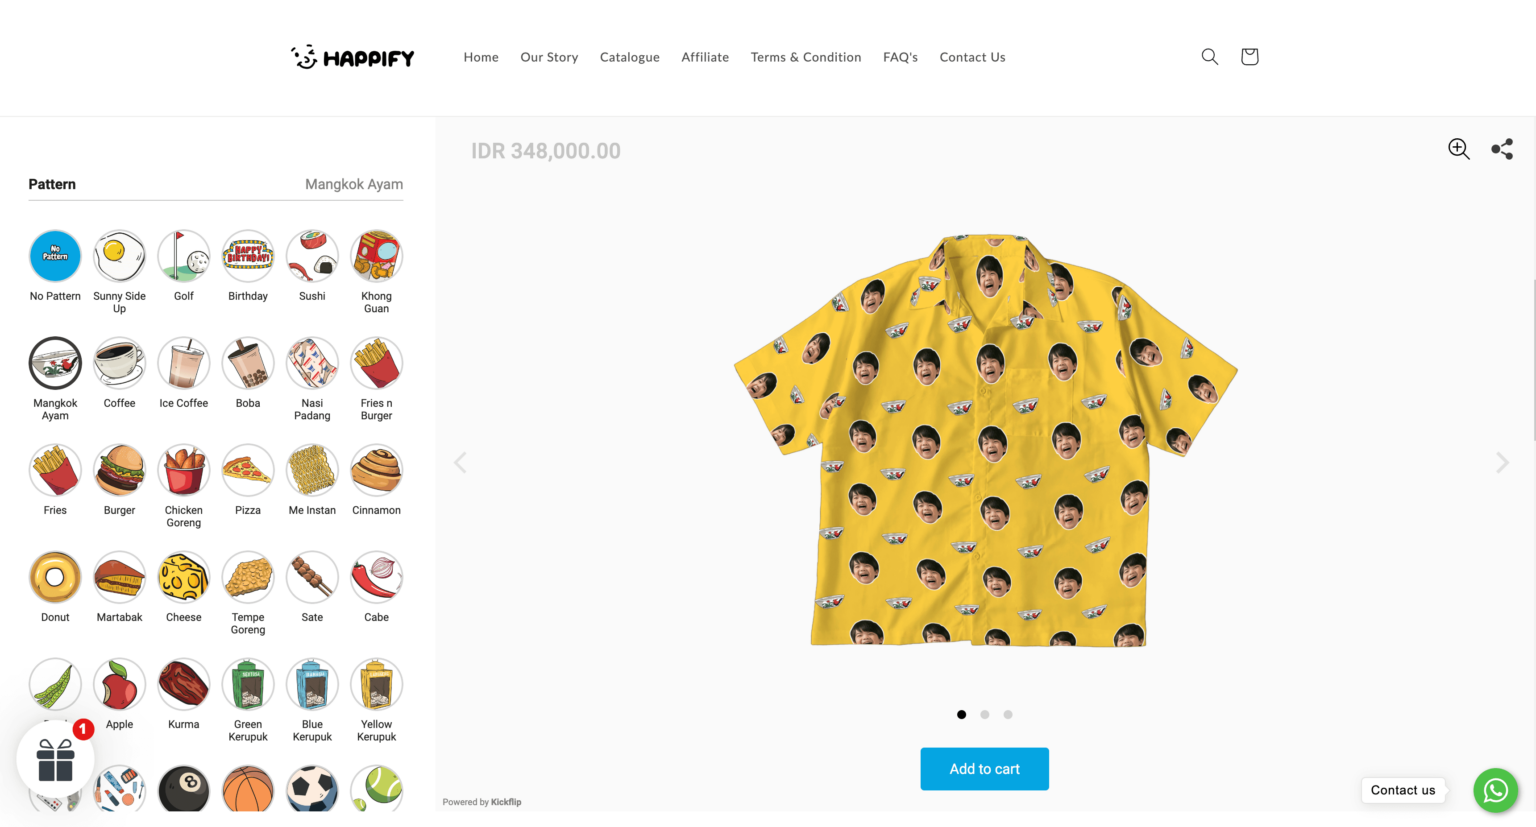 HAPPIFY
Home
Our Story
Catalogue
Affiliate
Terms & Condition
FAQ's
Contact Us
IDR 348,000.00
Pattern
Mangkok Ayam
No
Pattern
HAPPY
BIRTHDAY!
No Pattern
Sunny Side
Up
Golf
Birthday
Sushi
Khong
Guan
Mangkok
Ayam
Coffee
Ice Coffee
Boba
Nasi
Padang
Fries n
Burger
Fries
Burger
Chicken
Goreng
Pizza
Me Instan
Cinnamon
Donut
Martabak
Cheese
Tempe
Goreng
Sate
Cabe
Apple
Kurma
Green
Kerupuk
Blue
Kerupuk
Yellow
Kerupuk
1
8
Add to cart
Powered by Kickflip
Contact us